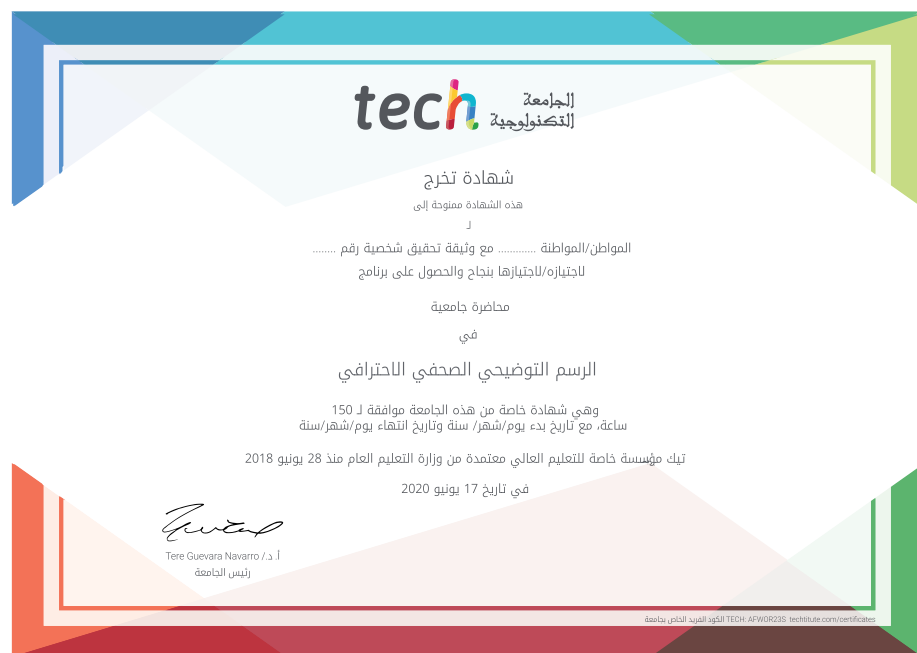 tech الجامعة
التكنولوجية
شهادة تخرج
هذه الشهادة ممنوحة إلى
لـ
المواطن/المواطنة ............ مع وثيقة تحقيق شخصية رقم ........
لاجتيازه/لاجتيازها بنجاح والحصول على برنامج
محاضرة جامعية
في
الرسم التوضيحي الصحفي الاحترافي
وهي شهادة خاصة من هذه الجامعة موافقة لـ 150
ساعة، مع تاريخ بدء يوم/شهر/ سنة وتاريخ انتهاء يوم/شهر/سنة
تيك مؤسسة خاصة للتعليم العالي معتمدة من وزارة التعليم العام منذ 28 يونيو 2018
في تاريخ 17 يونيو 2020
أ. د./ Tere Guevara Navarro
رئيس الجامعة
الكود الفريد الخاص بجامعة TECH: AFWOR23S techtitute.com/certificates